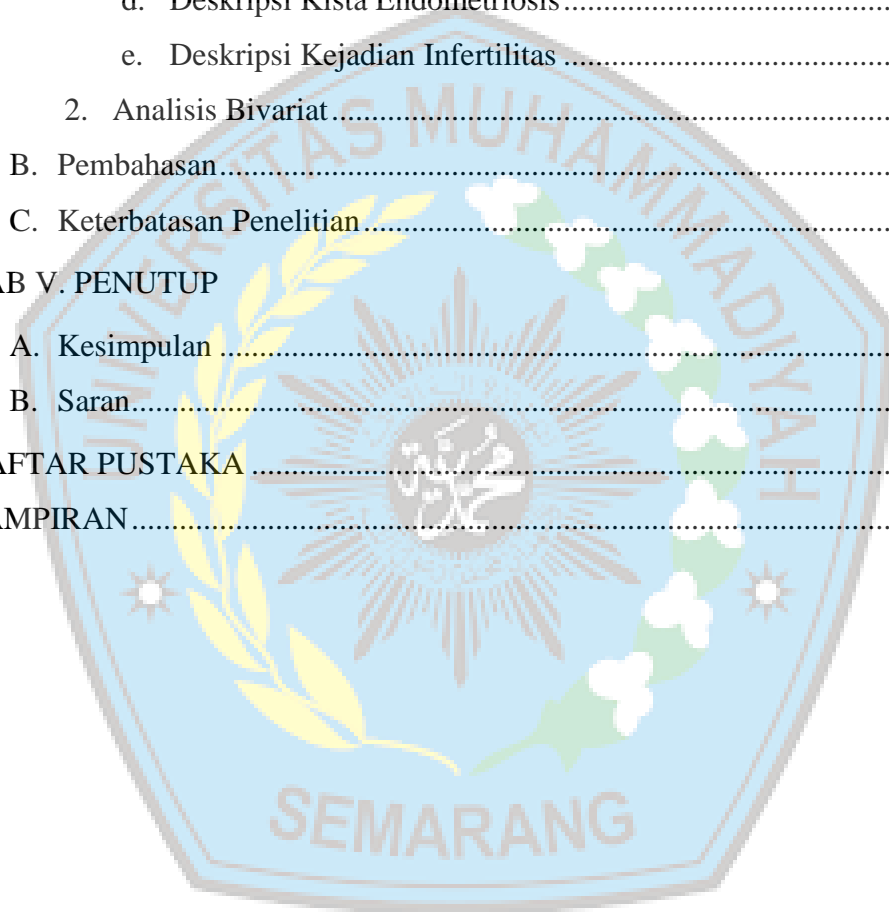 d. Deskripsi Kista Endometriosis........................................
e. Deskripsi Kejadian Infertilitas ........................................
2. Analisis Bivariat........................................
B. Pembahasan........................................
C. Keterbatasan Penelitian........................................
AB V. PENUTUP
A. Kesimpulan ........................................
B. Saran........................................
AFTAR PUSTAKA ........................................
AMPIRAN........................................
UNIVERSITAS MUHAMMADIYAH
SEMARANG